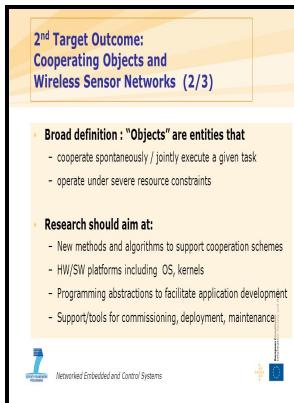 2nd Target Outcome:
Cooperating Objects and
Wireless Sensor Networks (2/3)
Broad definition : “Objects” are entities that
– cooperate spontaneously / jointly execute a given task
– operate under severe resource constraints
Research should aim at:
– New methods and algorithms to support cooperation schemes
– HW/SW platforms including OS, kernels
– Programming abstractions to facilitate application development
– Support/tools for commissioning, deployment, maintenance
Networked Embedded and Control Systems